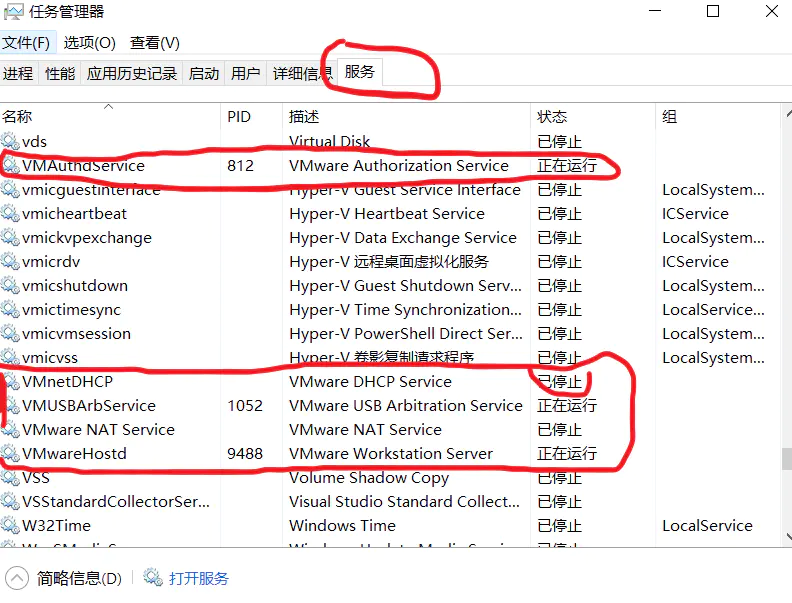 任务管理器
文件(F) 选项(O) 查看(V)
进程 性能 应用历史记录 启动 用户 详细信息 服务
名称 PID 描述 状态 组
vds Virtual Disk 已停止
VMAuthdService 812 VMware Authorization Service 正在运行
vmicguestinterface Hyper-V Guest Service Interface 已停止 LocalSystem...
vmicheartbeat Hyper-V Heartbeat Service 已停止 ICService
vmickvpexchange Hyper-V Data Exchange Service 已停止 LocalSystem...
vmicrdv Hyper-V 远程桌面虚拟化服务 已停止 ICService
vmicshutdown Hyper-V Guest Shutdown Serv... 已停止 LocalSystem...
vmictimesync Hyper-V Time Synchronization... 已停止 LocalService...
vmicvmsession Hyper-V PowerShell Direct Ser... 已停止 LocalSystem...
vmicvss Hyper-V 卷影复制请求程序 已停止 LocalSystem...
VMnetDHCP VMware DHCP Service 已停止
VMUSBArbService 1052 VMware USB Arbitration Service 正在运行
VMware NAT Service VMware NAT Service 已停止
VMwareHostd 9488 VMware Workstation Server 正在运行
VSS Volume Shadow Copy 已停止
VSStandardCollectorSer... Visual Studio Standard Collect... 已停止
W32Time Windows Time 已停止 LocalService
简略信息(D) 打开服务